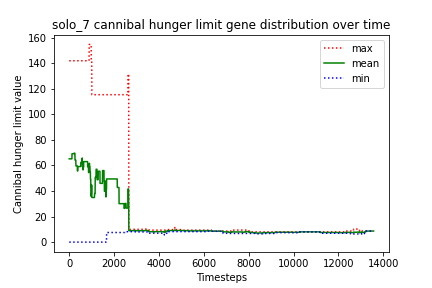 solo_7 cannibal hunger limit gene distribution over time
160
140
120
100
80
60
40
20
0
Cannibal hunger limit value
max
mean
min
0
2000
4000
6000
8000
10000
12000
14000
Timesteps